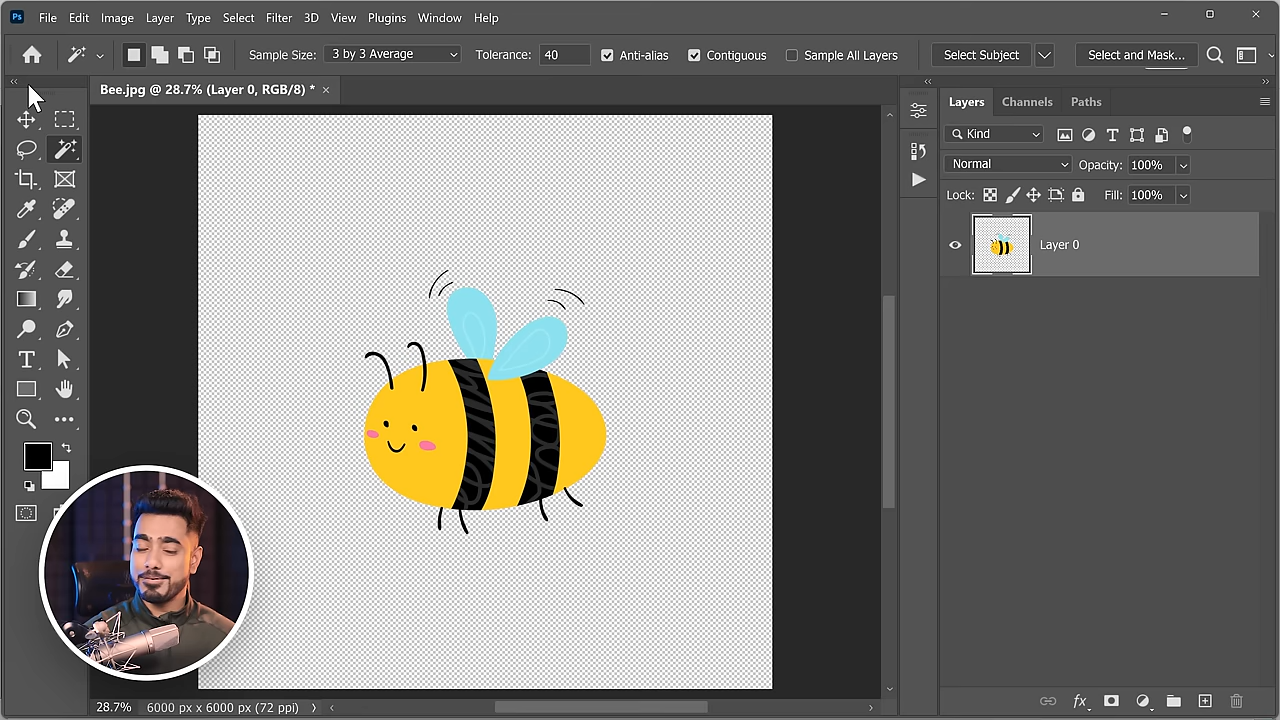 Ps File Edit Image Layer Type Select Filter 3D View Plugins Window Help
Sample Size: 3 by 3 Average Tolerance: 40 Anti-alias Contiguous Sample All Layers Select Subject Select and Mask...
Bee.jpg @ 28.7% (Layer 0, RGB/8) * ×
Layers Channels Paths
Kind
Normal Opacity: 100%
Lock: Fill: 100%
Layer 0
28.7% 6000 px x 6000 px (72 ppi)